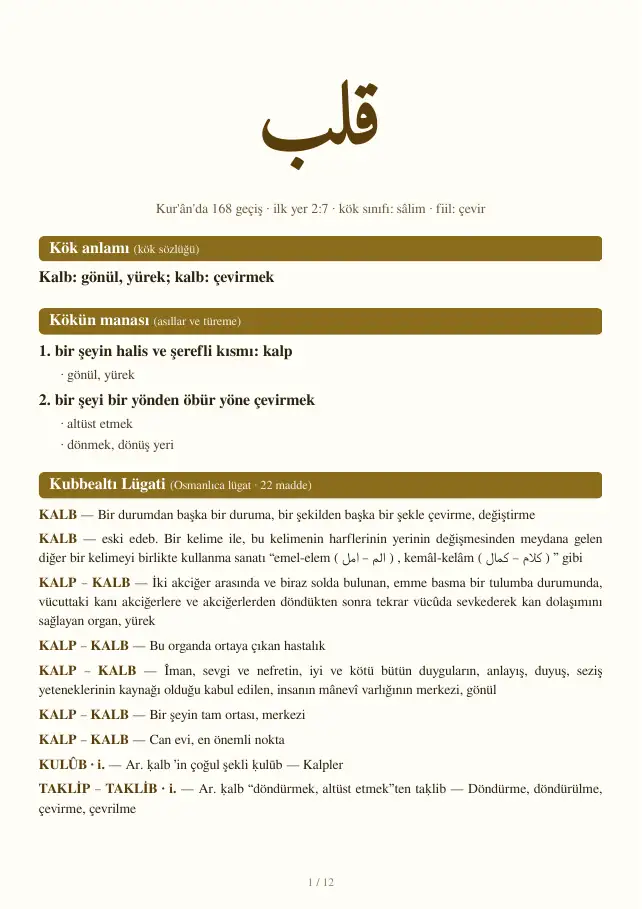 قلب
Kur'ân'da 168 geçiş · ilk yer 2:7 · kök sınıfı: sâlim · fiil: çevir
Kök anlamı (kök sözlüğü)
Kalb: gönül, yürek; kalb: çevirmek
Kökün manası (asıllar ve türeme)
1. bir şeyin halis ve şerefli kısmı: kalp
· gönül, yürek
2. bir şeyi bir yönden öbür yöne çevirmek
· altüst etmek
· dönmek, dönüş yeri
Kubbealtı Lügati (Osmanlıca lügat · 22 madde)
KALB — Bir durumdan başka bir duruma, bir şekilden başka bir şekle çevirme, değiştirme
KALB — eski edeb. Bir kelime ile, bu kelimenin harflerinin yerinin değişmesinden meydana gelen
diğer bir kelimeyi birlikte kullanma sanatı “emel-elem ( الم – امل ) , kemâl-kelâm ( كلام – كمال ) ” gibi
KALP – KALB — İki akciğer arasında ve biraz solda bulunan, emme basma bir tulumba durumunda,
vücuttaki kanı akciğerlere ve akciğerlerden döndükten sonra tekrar vücûda sevkederek kan dolaşımını
sağlayan organ, yürek
KALP – KALB — Bu organda ortaya çıkan hastalık
KALP – KALB — Îman, sevgi ve nefretin, iyi ve kötü bütün duyguların, anlayış, duyuş, seziş
yeteneklerinin kaynağı olduğu kabul edilen, insanın mânevî varlığının merkezi, gönül
KALP – KALB — Bir şeyin tam ortası, merkezi
KALP – KALB — Can evi, en önemli nokta
KULÛB · i. — Ar. ḳalb ’in çoğul şekli ḳulūb — Kalpler
TAKLİP – TAKLİB · i. — Ar. ḳalb “döndürmek, altüst etmek”ten taḳlіb — Döndürme, döndürülme,
çevirme, çevrilme
1 / 12